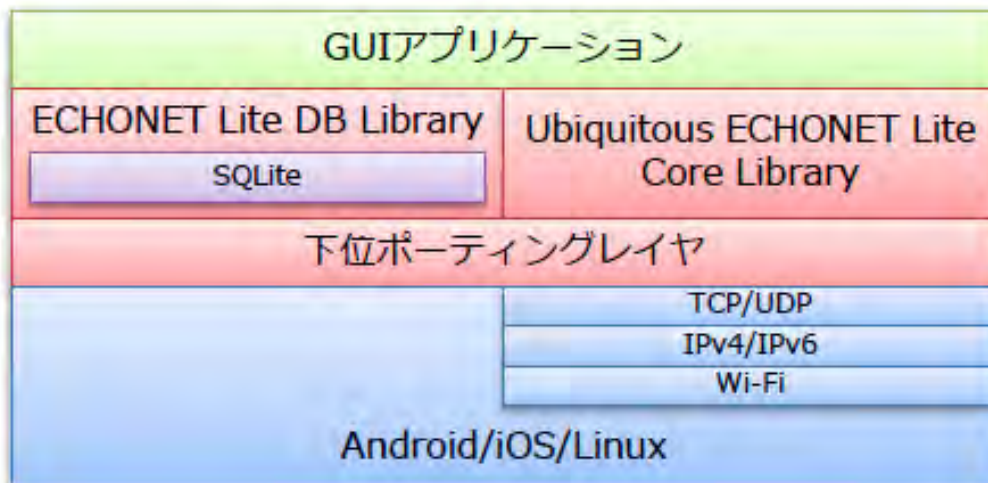 GUIアプリケーション
ECHONET Lite DB Library
SQLite
Ubiquitous ECHONET Lite
Core Library
下位ポーティングレイヤ
TCP/UDP
IPv4/IPv6
Wi-Fi
Android/iOS/Linux